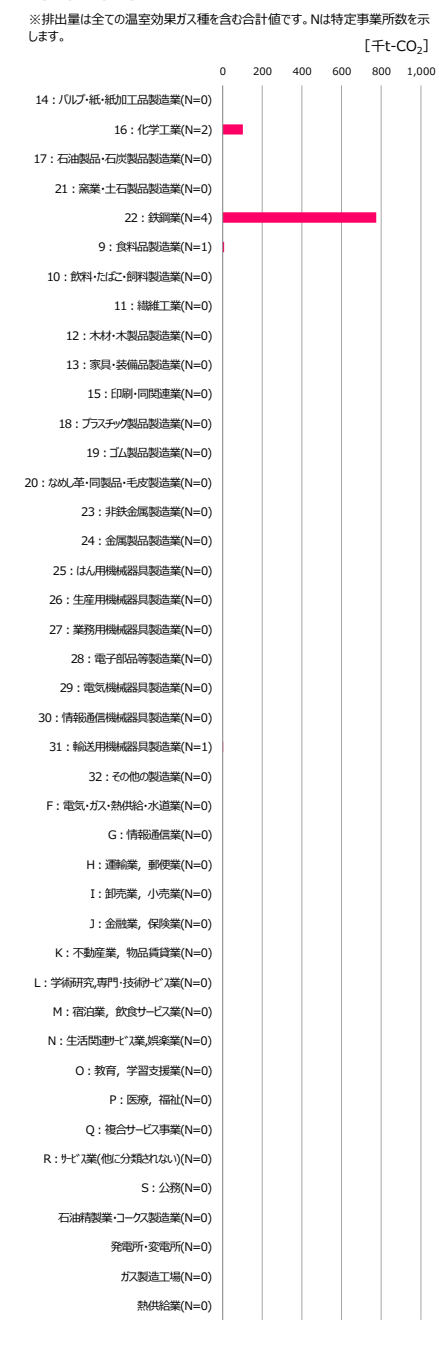 ※排出量は全ての温室効果ガス種を含む合計値です。Nは特定事業所数を示
します。
[千t-CO₂]
0 200 400 600 800 1,000
14：パルプ・紙・紙加工品製造業(N=0)
16：化学工業(N=2)
17：石油製品・石炭製品製造業(N=0)
21：窯業・土石製品製造業(N=0)
22：鉄鋼業(N=4)
9：食料品製造業(N=1)
10：飲料・たばこ・飼料製造業(N=0)
11：繊維工業(N=0)
12：木材・木製品製造業(N=0)
13：家具・装備品製造業(N=0)
15：印刷・同関連業(N=0)
18：プラスチック製品製造業(N=0)
19：ゴム製品製造業(N=0)
20：なめし革・同製品・毛皮製造業(N=0)
23：非鉄金属製造業(N=0)
24：金属製品製造業(N=0)
25：はん用機械器具製造業(N=0)
26：生産用機械器具製造業(N=0)
27：業務用機械器具製造業(N=0)
28：電子部品等製造業(N=0)
29：電気機械器具製造業(N=0)
30：情報通信機械器具製造業(N=0)
31：輸送用機械器具製造業(N=1)
32：その他の製造業(N=0)
F：電気・ガス・熱供給・水道業(N=0)
G：情報通信業(N=0)
H：運輸業，郵便業(N=0)
I：卸売業，小売業(N=0)
J：金融業，保険業(N=0)
K：不動産業，物品賃貸業(N=0)
L：学術研究,専門・技術ｻｰﾋﾞｽ業(N=0)
M：宿泊業，飲食サービス業(N=0)
N：生活関連ｻｰﾋﾞｽ業,娯楽業(N=0)
O：教育，学習支援業(N=0)
P：医療，福祉(N=0)
Q：複合サービス事業(N=0)
R：ｻｰﾋﾞｽ業(他に分類されない)(N=0)
S：公務(N=0)
石油精製業・コークス製造業(N=0)
発電所・変電所(N=0)
ガス製造工場(N=0)
熱供給業(N=0)